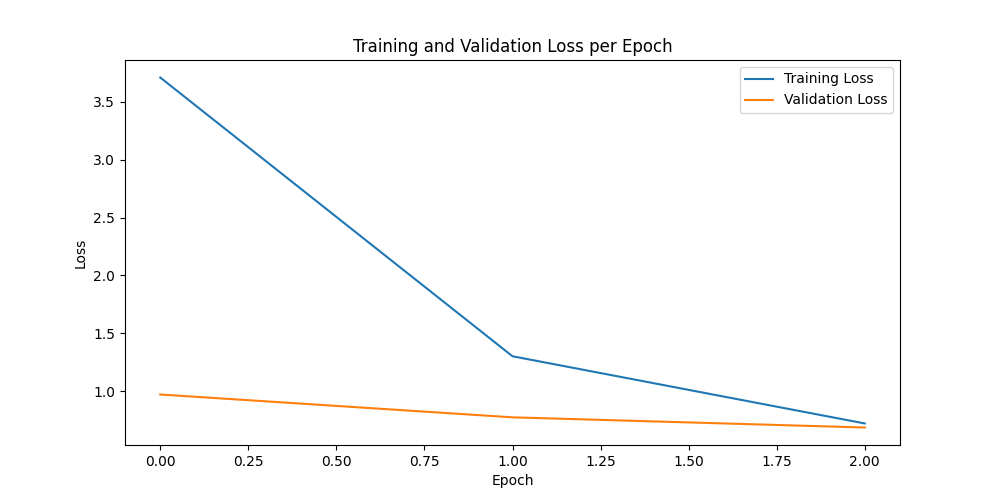 Training and Validation Loss per Epoch
Training Loss
Validation Loss
3.5
3.0
2.5
2.0
1.5
1.0
Loss
0.00 0.25 0.50 0.75 1.00 1.25 1.50 1.75 2.00
Epoch